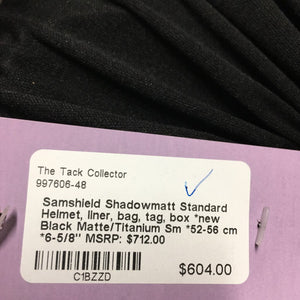 The Tack Collector
997606-48
Samshield Shadowmatt Standard
Helmet, liner, bag, tag, box *new
Black Matte/Titanium Sm *52-56 cm
*6-5/8" MSRP: $712.00
C1BZZD
$604.00